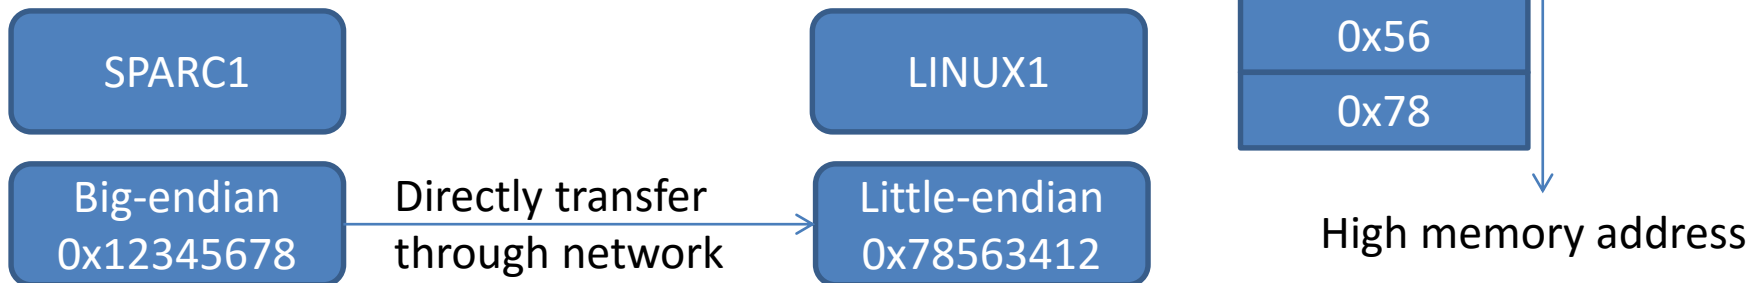 SPARC1
LINUX1
0x56
0x78
Big-endian
0x12345678
Directly transfer
through network
Little-endian
0x78563412
High memory address